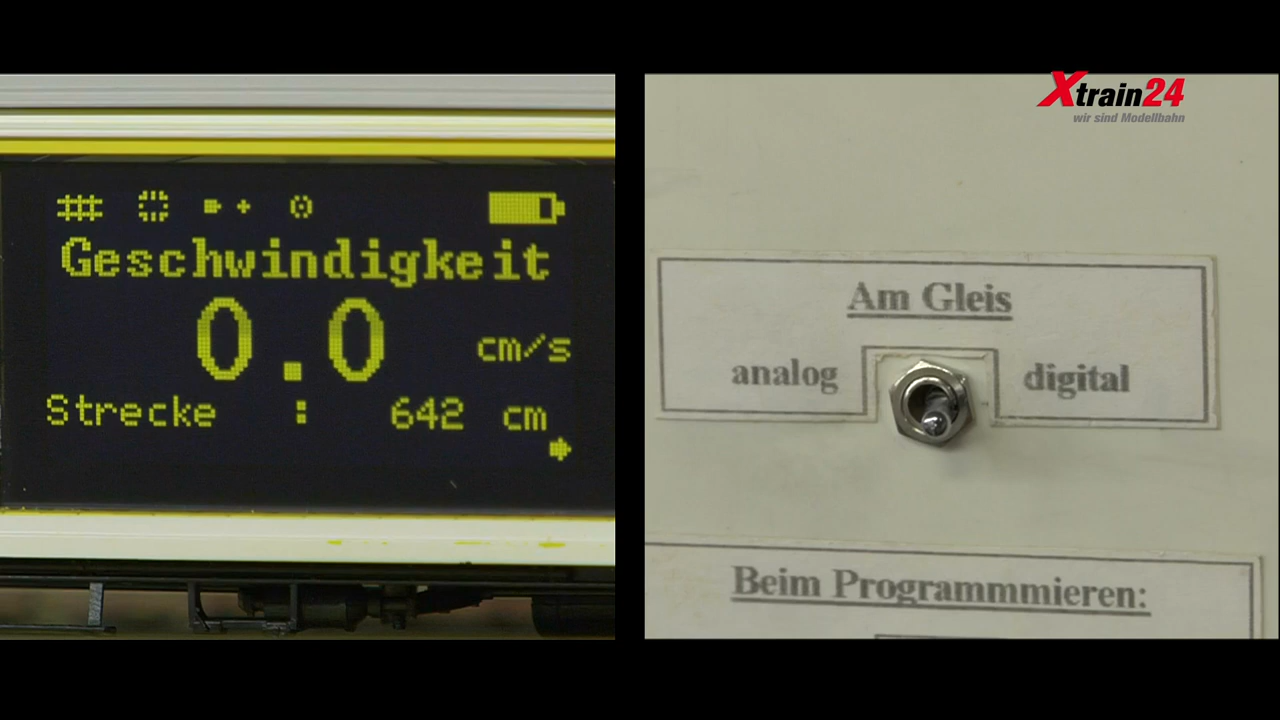 Geschwindigkeit
0.0 cm/s
Strecke : 642 cm
Xtrain24
wir sind Modellbahn
Am Gleis
analog digital
Beim Programmmieren: